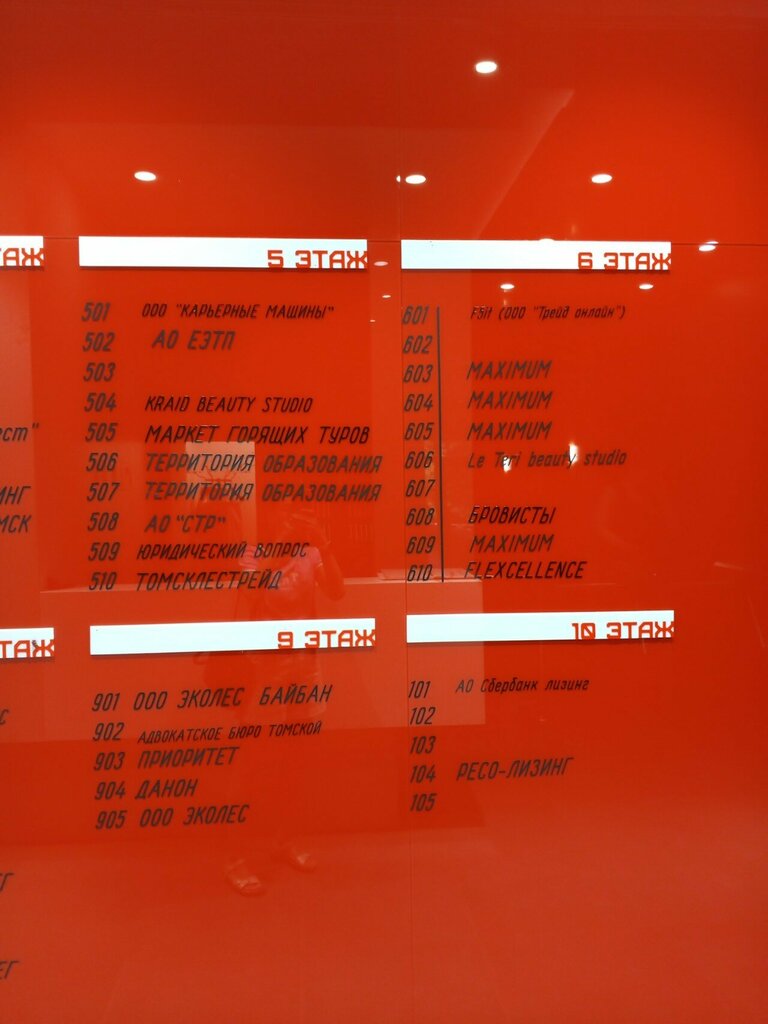 5 ЭТАЖ
501 ООО "КАРЬЕРНЫЕ МАШИНЫ"
502 АО ЕЭТП
503
504 KRAID BEAUTY STUDIO
505 МАРКЕТ ГОРЯЩИХ ТУРОВ
506 ТЕРРИТОРИЯ ОБРАЗОВАНИЯ
507 ТЕРРИТОРИЯ ОБРАЗОВАНИЯ
508 АО "СТР"
509 ЮРИДИЧЕСКИЙ ВОПРОС
510 ТОМСКЛЕСТРЕЙД
6 ЭТАЖ
601 (ООО "Трейд онлайн")
602
603 MAXIMUM
604 MAXIMUM
605 MAXIMUM
606 Le Teri beauty studio
607
608 БРОВИСТЫ
609 MAXIMUM
610 FLEXCELLENCE
9 ЭТАЖ
901 ООО ЭКОЛЕС БАЙБАН
902 АДВОКАТСКОЕ БЮРО ТОМСКОЙ
903 ПРИОРИТЕТ
904 ДАНОН
905 ООО ЭКОЛЕС
10 ЭТАЖ
101 АО Сбербанк лизинг
102
103
104 РЕСО-ЛИЗИНГ
105